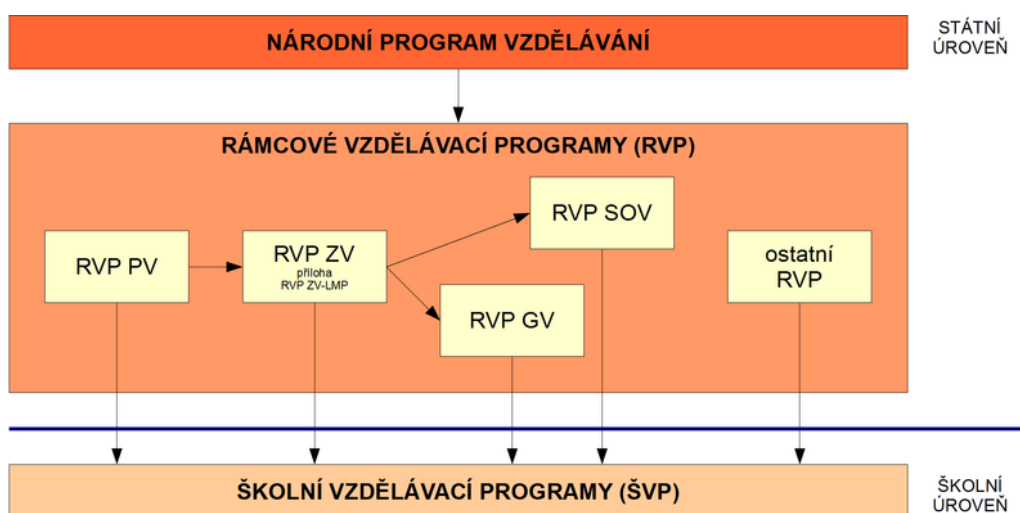 NÁRODNÍ PROGRAM VZDĚLÁVÁNÍ
STÁTNÍ
ÚROVEŇ
RÁMCOVÉ VZDĚLÁVACÍ PROGRAMY (RVP)
RVP PV
RVP ZV
příloha
RVP ZV-LMP
RVP SOV
RVP GV
ostatní
RVP
ŠKOLNÍ VZDĚLÁVACÍ PROGRAMY (ŠVP)
ŠKOLNÍ
ÚROVEŇ